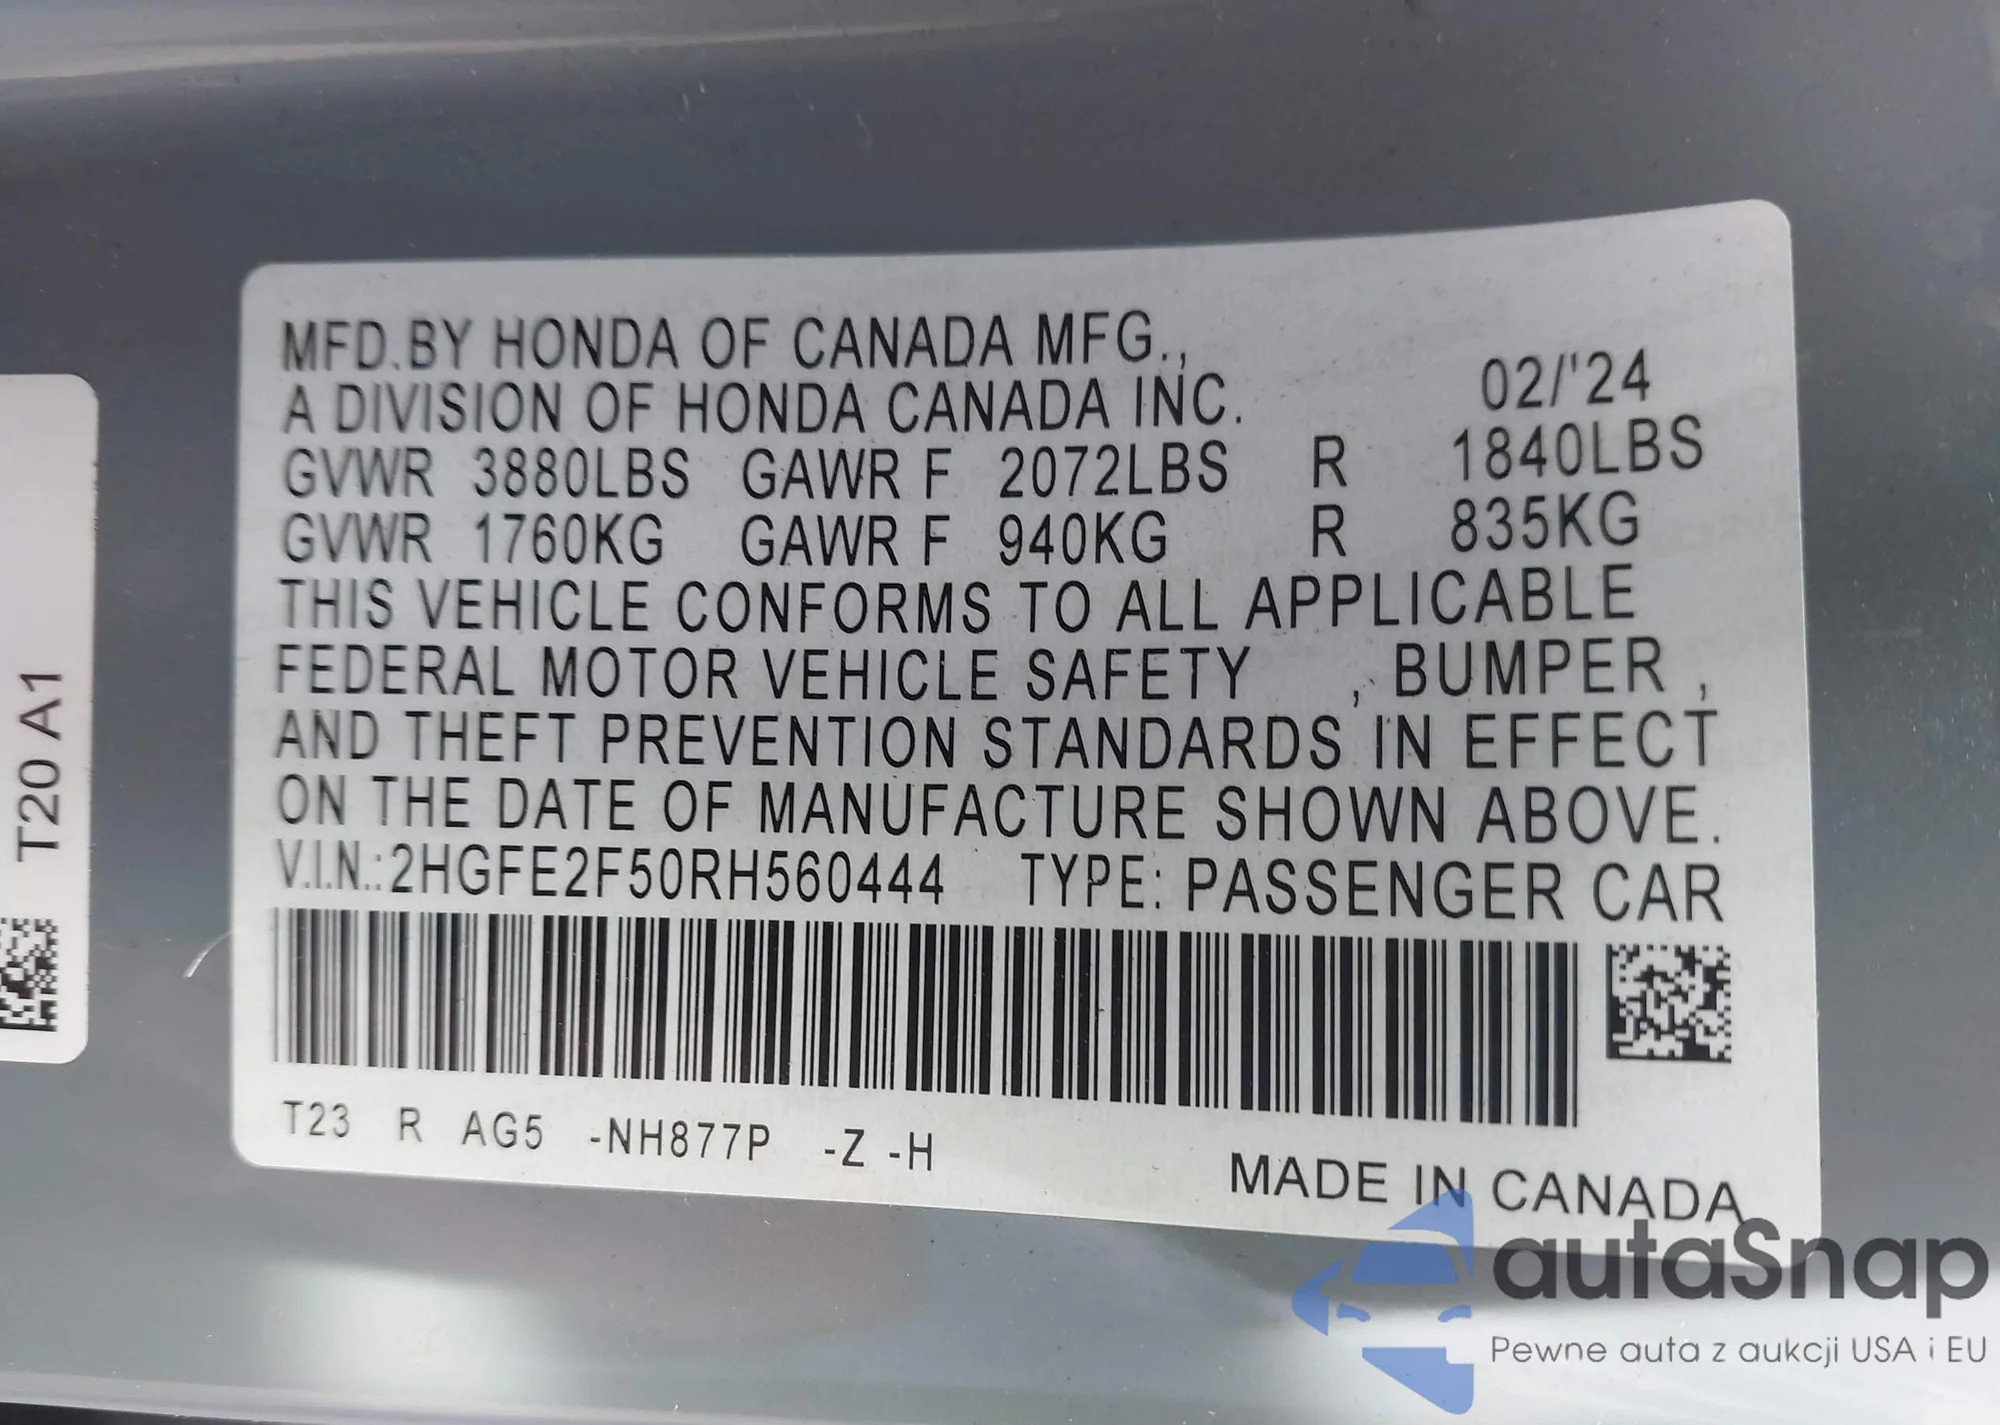 MFD.BY HONDA OF CANADA MFG.,
A DIVISION OF HONDA CANADA INC. 02/'24
GVWR 3880LBS GAWR F 2072LBS R 1840LBS
GVWR 1760KG GAWR F 940KG R 835KG
THIS VEHICLE CONFORMS TO ALL APPLICABLE
FEDERAL MOTOR VEHICLE SAFETY , BUMPER ,
AND THEFT PREVENTION STANDARDS IN EFFECT
ON THE DATE OF MANUFACTURE SHOWN ABOVE.
V.I.N.:2HGFE2F50RH560444 TYPE: PASSENGER CAR
T23 R AG5 -NH877P -Z -H
MADE IN CANADA
T20 A1
autaSnap
Pewne auta z aukcji USA i EU